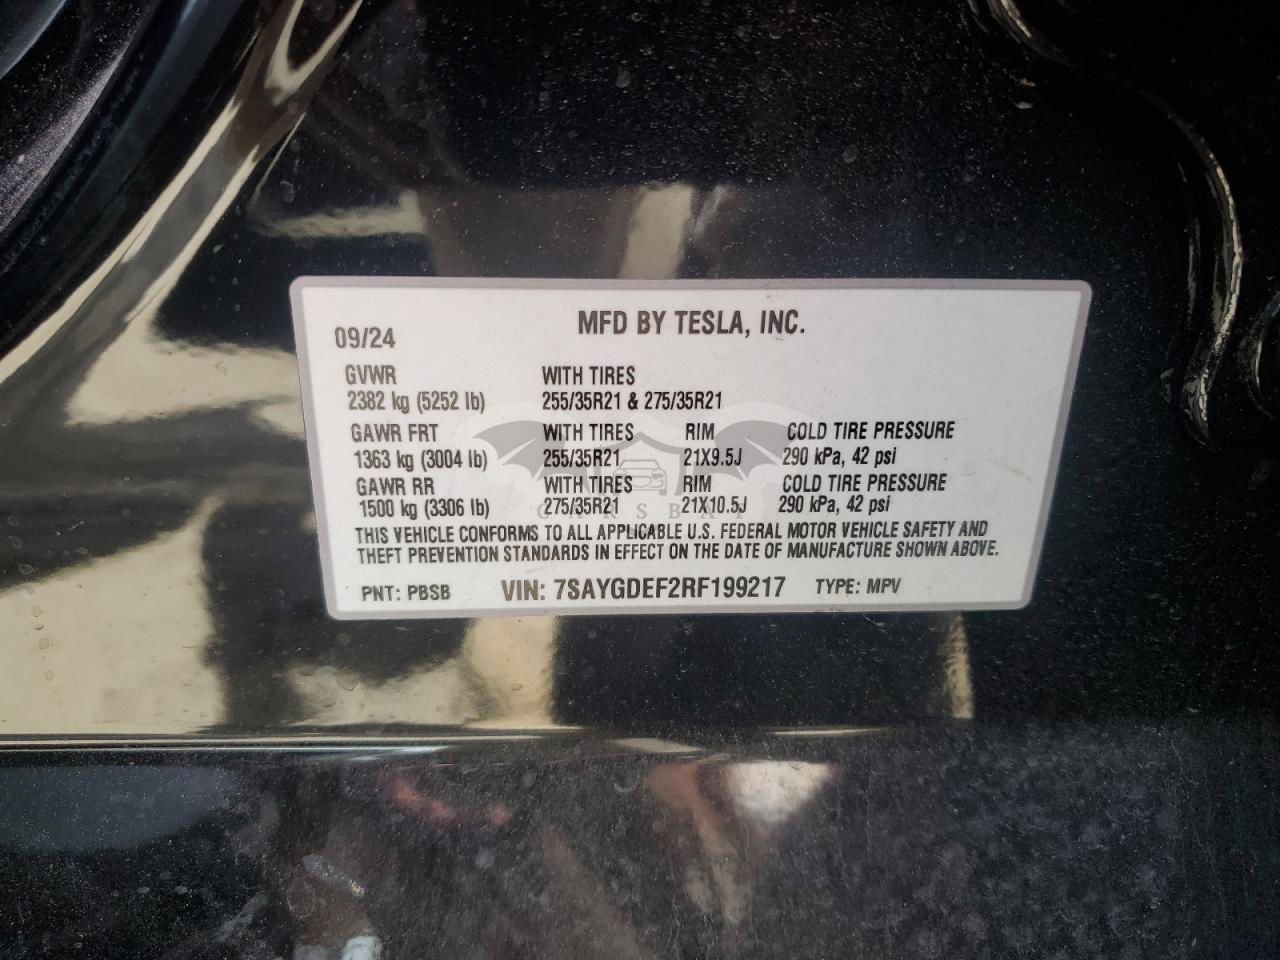 MFD BY TESLA, INC.
09/24
GVWR WITH TIRES
2382 kg (5252 lb) 255/35R21 & 275/35R21
GAWR FRT WITH TIRES RIM COLD TIRE PRESSURE
1363 kg (3004 lb) 255/35R21 21X9.5J 290 kPa, 42 psi
GAWR RR WITH TIRES RIM COLD TIRE PRESSURE
1500 kg (3306 lb) 275/35R21 21X10.5J 290 kPa, 42 psi
CARSBAT
THIS VEHICLE CONFORMS TO ALL APPLICABLE U.S. FEDERAL MOTOR VEHICLE SAFETY AND
THEFT PREVENTION STANDARDS IN EFFECT ON THE DATE OF MANUFACTURE SHOWN ABOVE.
PNT: PBSB VIN: 7SAYGDEF2RF199217 TYPE: MPV